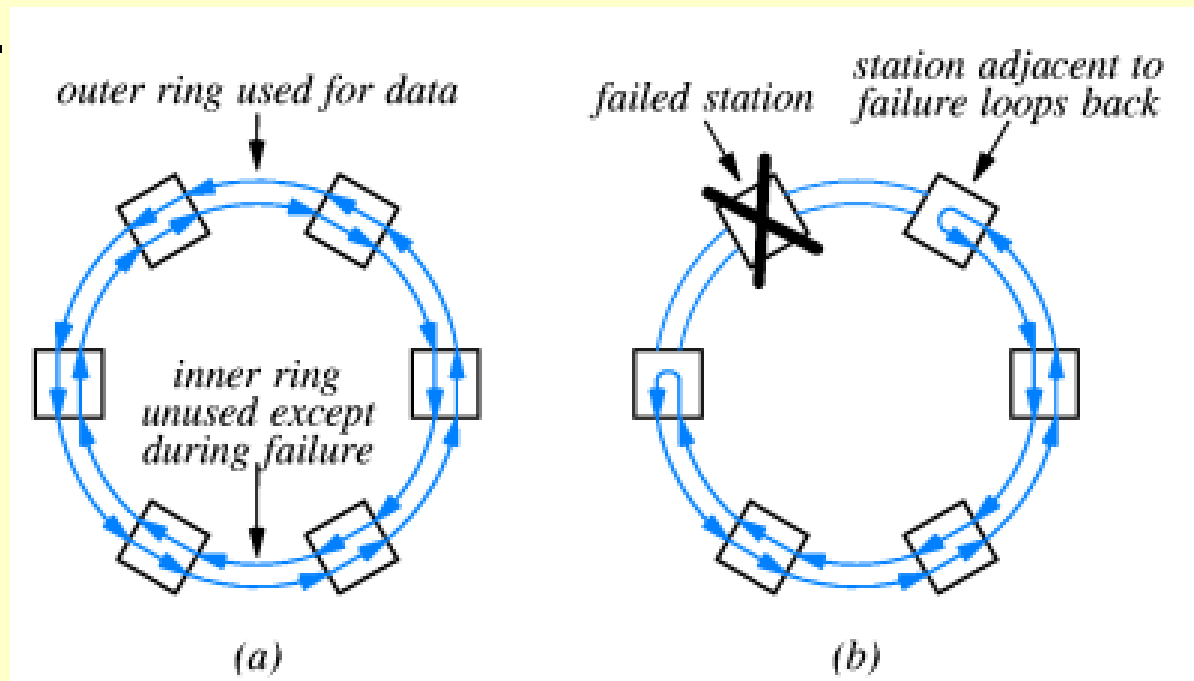 outer ring used for data
inner ring
unused except
during failure
(a)
failed station
station adjacent to
failure loops back
(b)